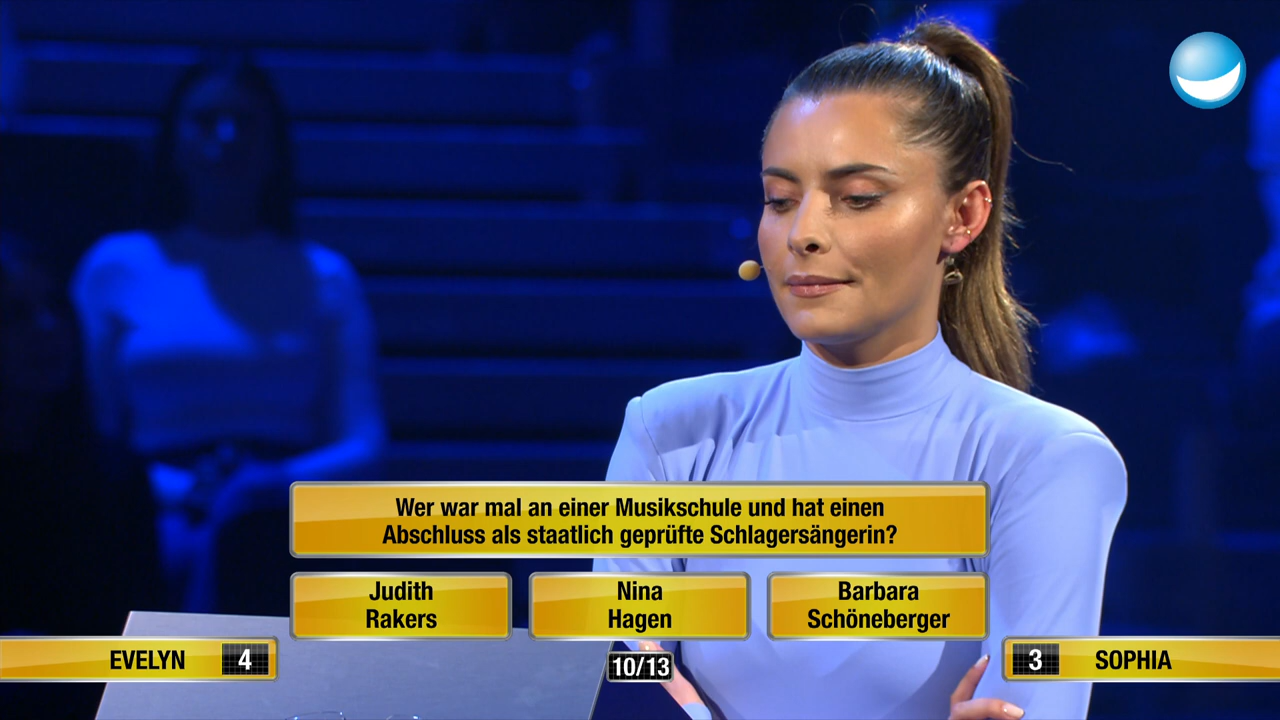 Wer war mal an einer Musikschule und hat einen
Abschluss als staatlich geprüfte Schlagersängerin?
Judith
Rakers
Nina
Hagen
Barbara
Schöneberger
EVELYN 4
10/13
3 SOPHIA